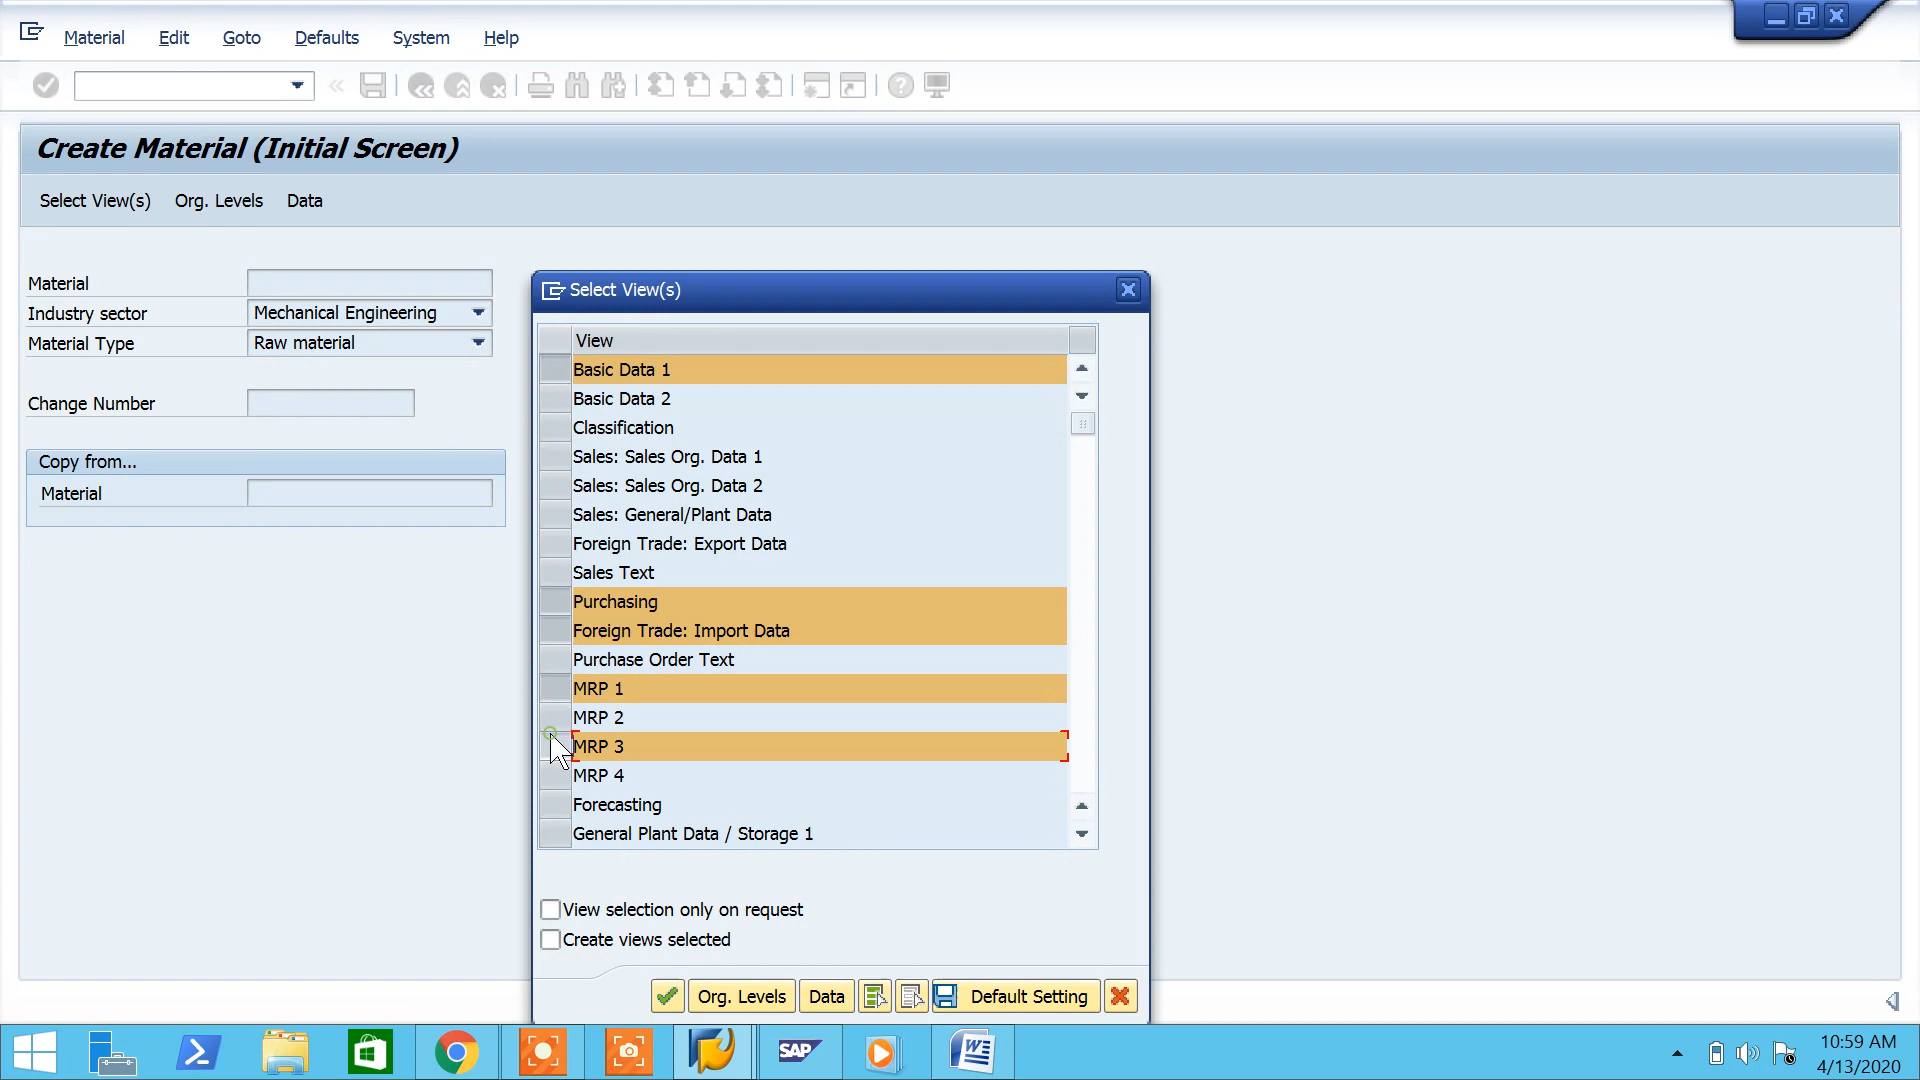 Material Edit Goto Defaults System Help
Create Material (Initial Screen)
Select View(s) Org. Levels Data
Material
Industry sector Mechanical Engineering
Material Type Raw material
Change Number
Copy from...
Material
Select View(s)
View
Basic Data 1
Basic Data 2
Classification
Sales: Sales Org. Data 1
Sales: Sales Org. Data 2
Sales: General/Plant Data
Foreign Trade: Export Data
Sales Text
Purchasing
Foreign Trade: Import Data
Purchase Order Text
MRP 1
MRP 2
MRP 3
MRP 4
Forecasting
General Plant Data / Storage 1
View selection only on request
Create views selected
Org. Levels Data Default Setting
SAP
10:59 AM
4/13/2020